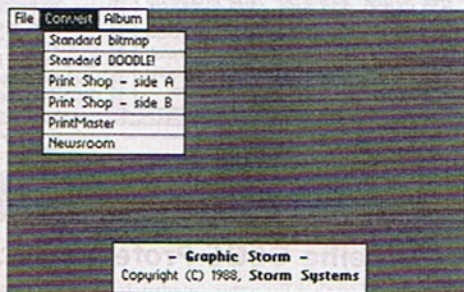 File Convert Album
Standard bitmap
Standard DOODLE!
Print Shop - side A
Print Shop - side B
PrintMaster
Newsroom
- Graphic Storm -
Copyright (C) 1988, Storm Systems